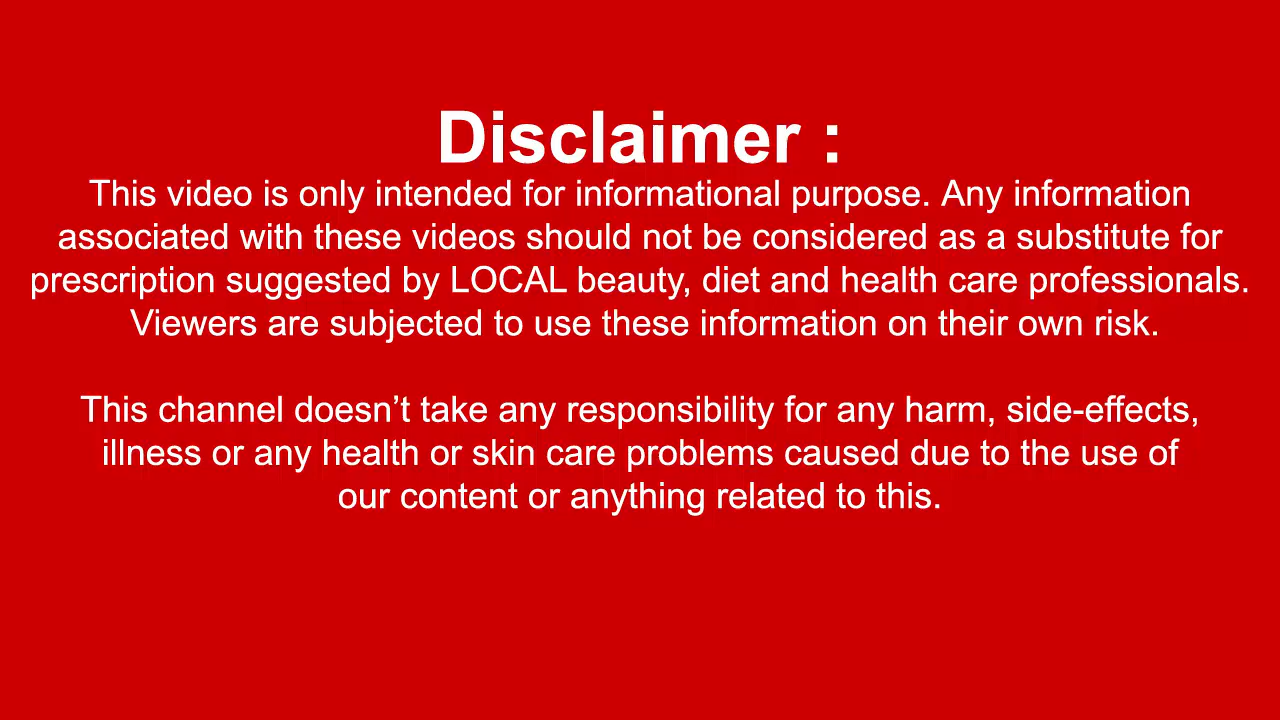 Disclaimer :
This video is only intended for informational purpose. Any information
associated with these videos should not be considered as a substitute for
prescription suggested by LOCAL beauty, diet and health care professionals.
Viewers are subjected to use these information on their own risk.
This channel doesn’t take any responsibility for any harm, side-effects,
illness or any health or skin care problems caused due to the use of
our content or anything related to this.